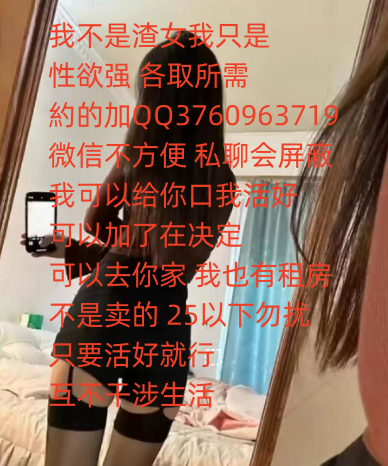 我不是渣女我只是
性欲强 各取所需
約的加QQ3760963719
微信不方便 私聊会屏蔽
我可以给你口我活好
可以加了在决定
可以去你家 我也有租房
不是卖的 25以下勿扰
只要活好就行
互不干涉生活